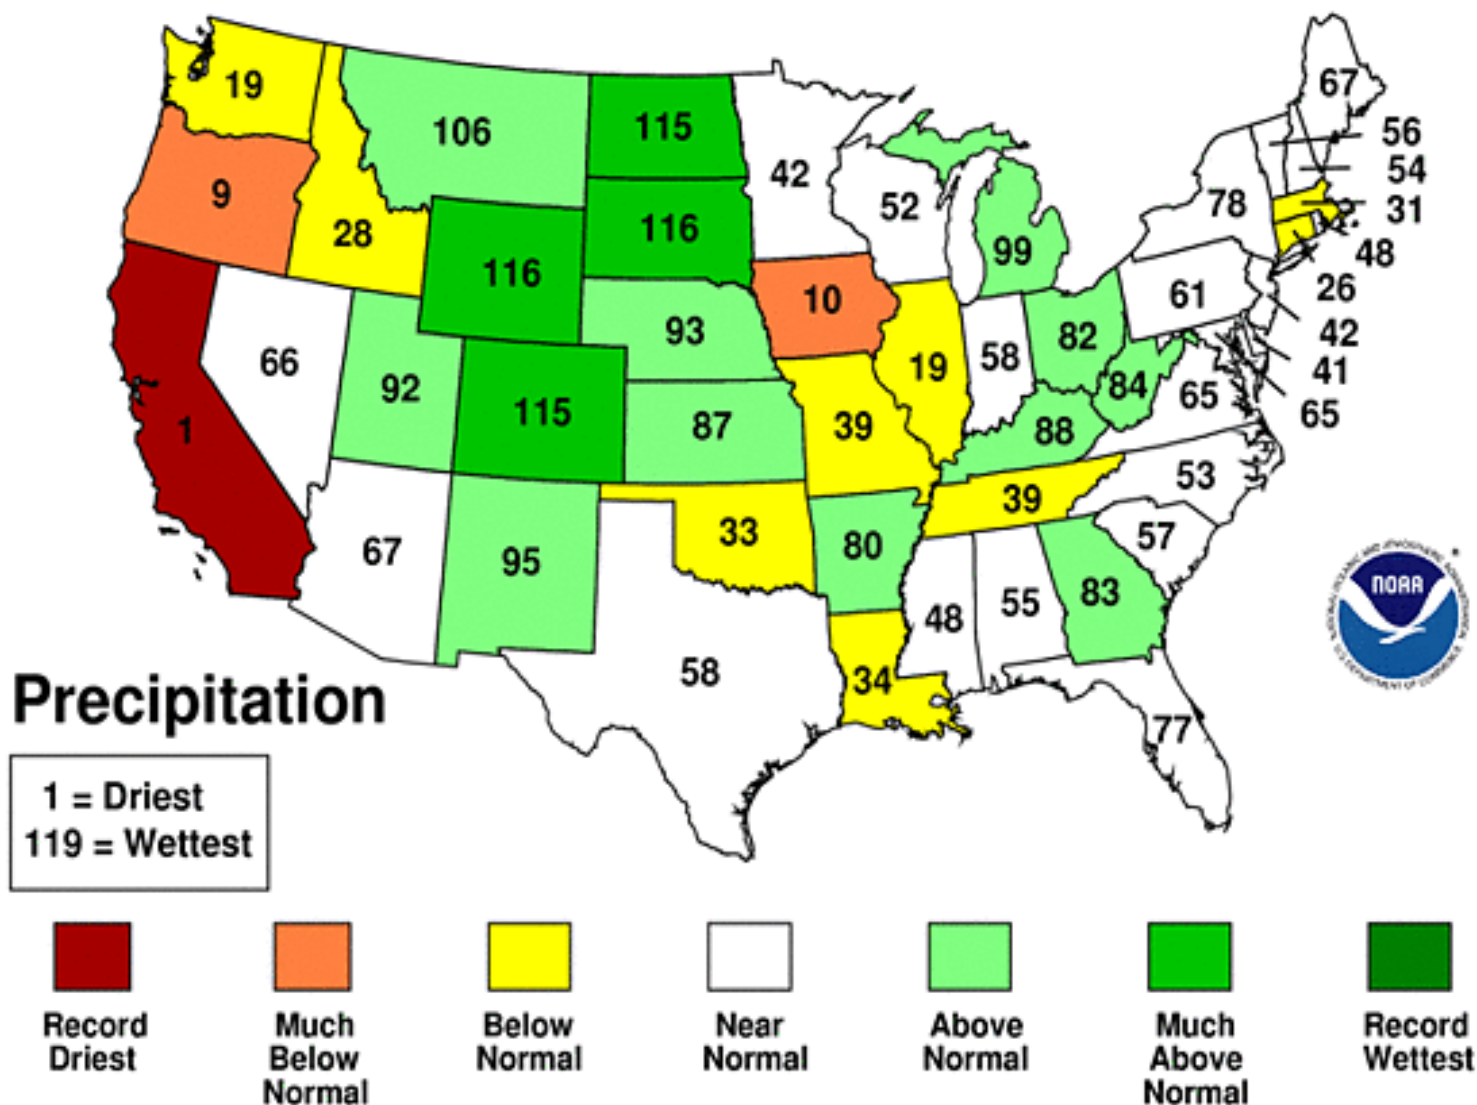 19
106
115
42
67
56
54
9
28
116
116
52
99
78
31
48
26
10
93
61
42
66
92
115
87
39
19
58
82
84
88
65
41
65
1
67
95
33
80
39
53
57
48
55
83
58
34
77
NOAA
Precipitation
1 = Driest
119 = Wettest
Record
Driest
Much
Below
Normal
Below
Normal
Near
Normal
Above
Normal
Much
Above
Normal
Record
Wettest